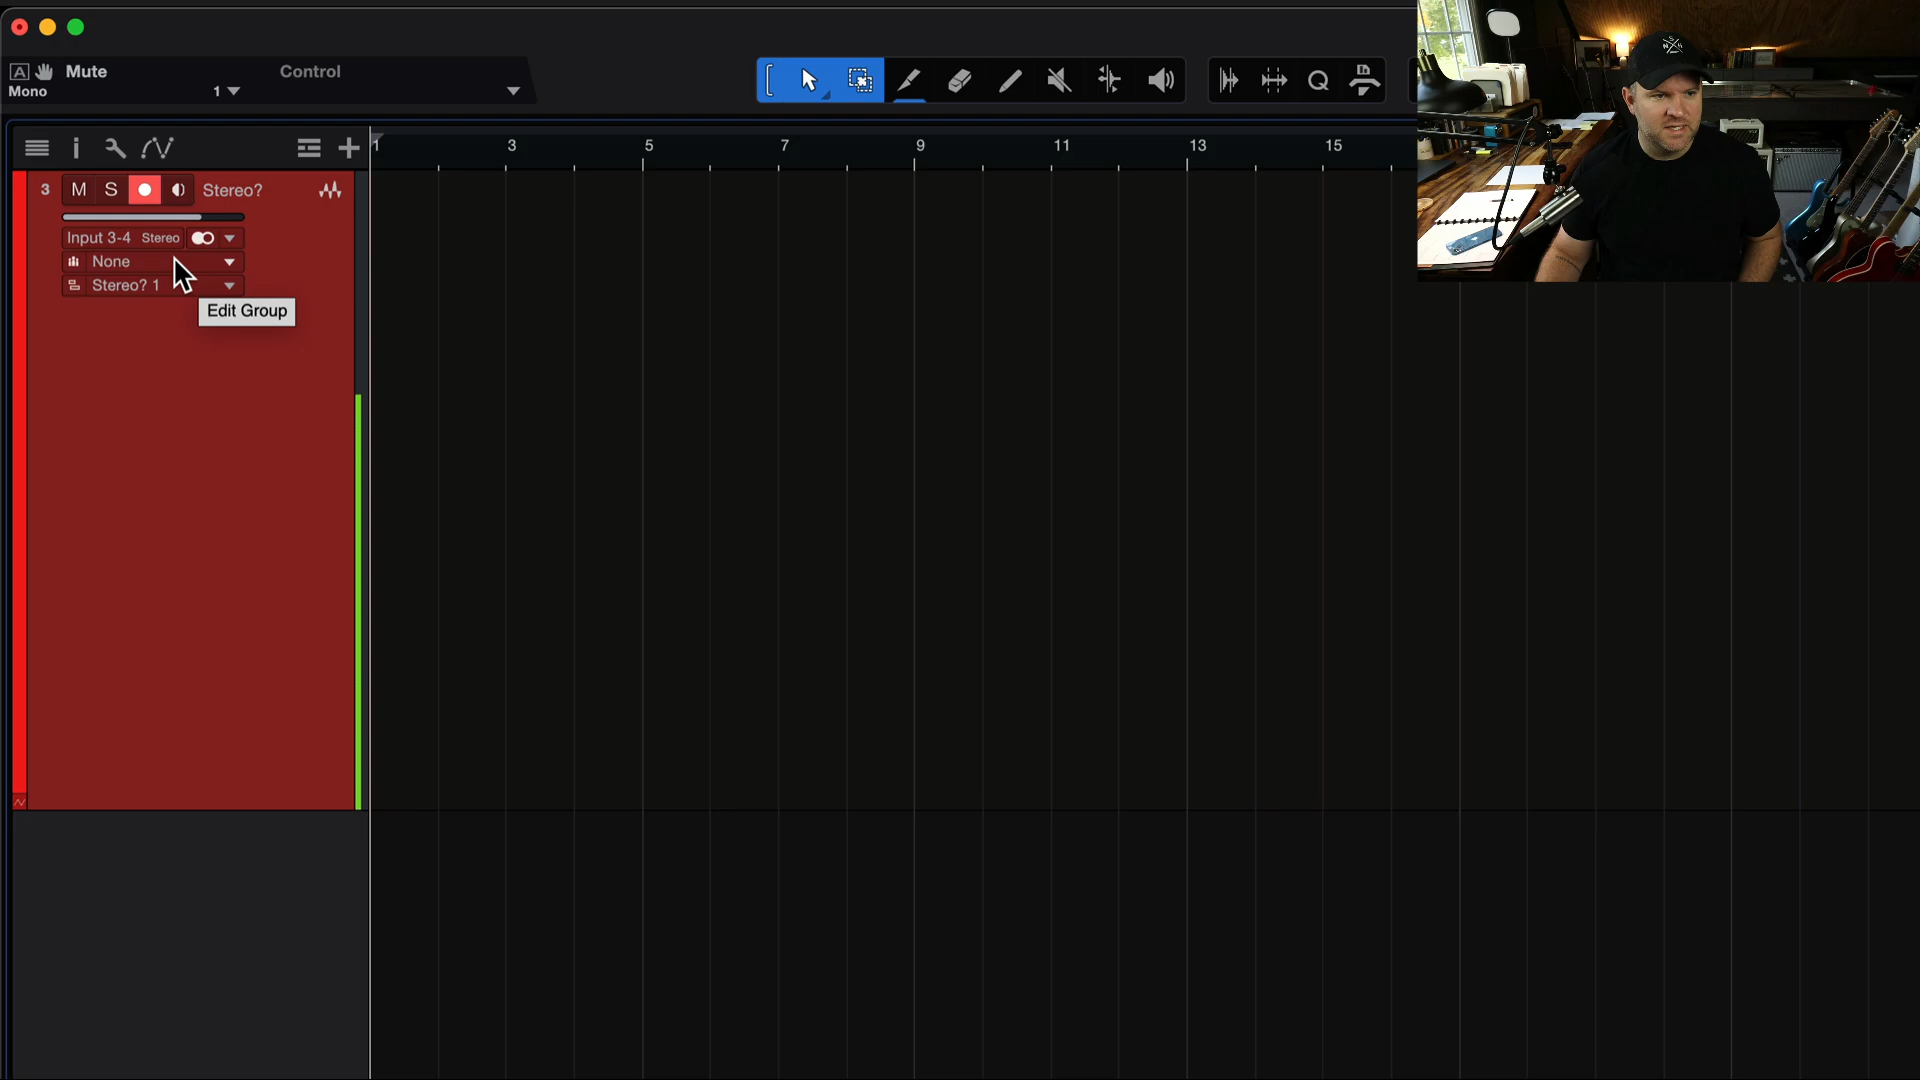 A Mute Control
Mono 1
1 3 5 7 9 11 13 15
3 M S Stereo?
Input 3-4 Stereo
None
Stereo? 1
Edit Group
Q